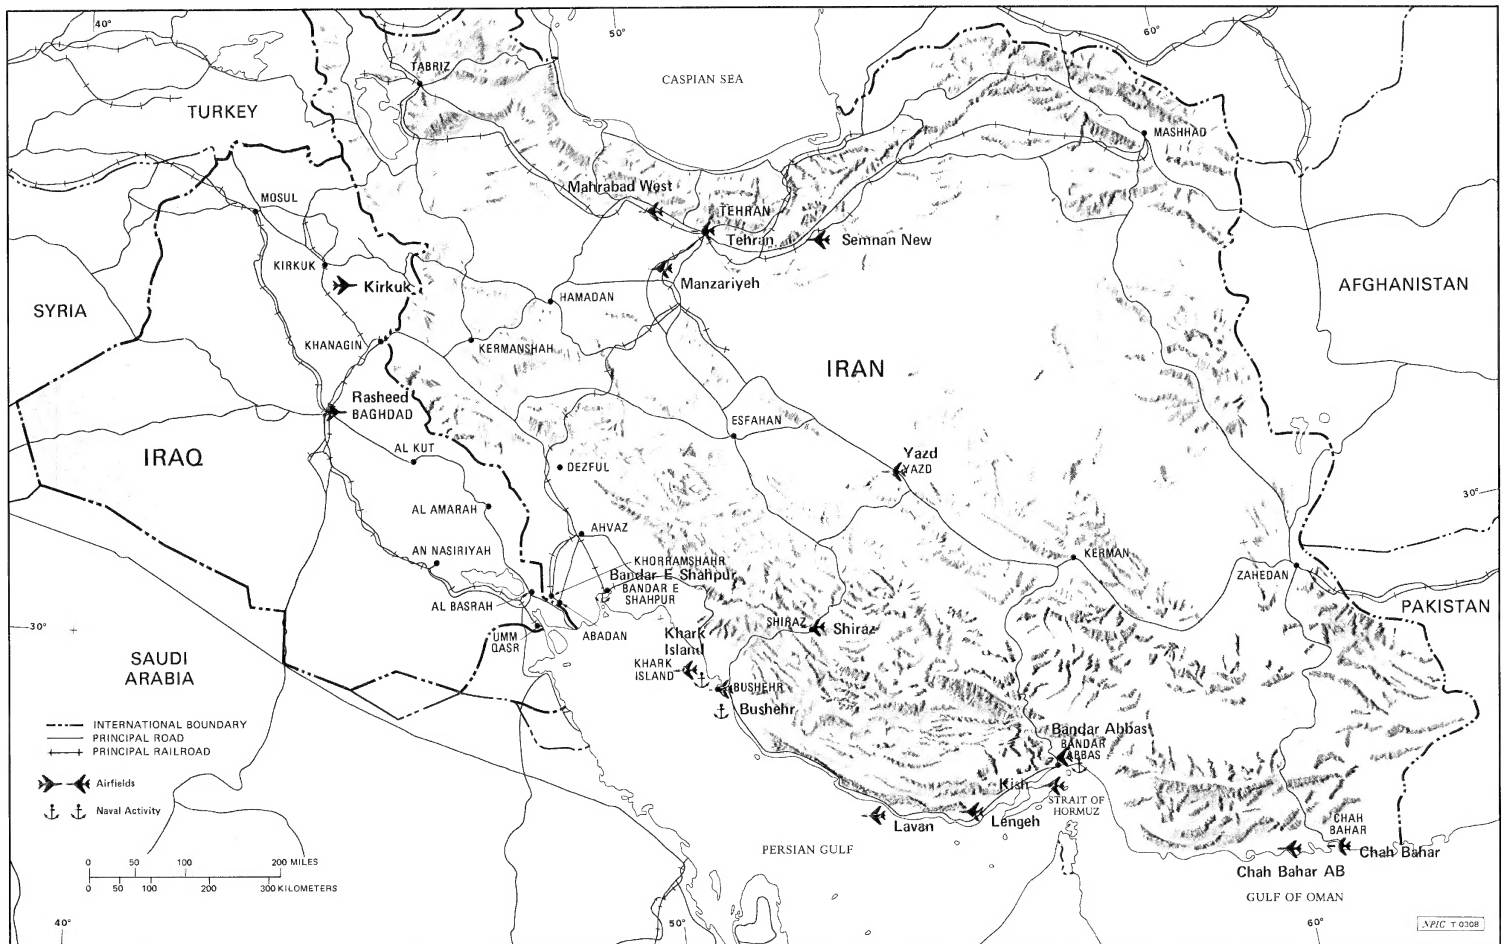 40°
50°
60°
TABRIZ
CASPIAN SEA
TURKEY
MASHHAD
Mahrabad West
MOSUL
TEHRAN
Tehran
Semnan New
KIRKUK
Kirkuk
Manzariyeh
AFGHANISTAN
HAMADAN
SYRIA
KHANAGIN
KERMANSHAH
IRAN
Rasheed
BAGHDAD
ESFAHAN
AL KUT
IRAQ
Yazd
YAZD
DEZFUL
30°
AL AMARAH
AHVAZ
AN NASIRIYAH
KHORRAMSHAHR
KERMAN
Bandar E Shahpur
ZAHEDAN
BANDAR E
SHAHPUR
AL BASRAH
PAKISTAN
30°
UMM
QASR
ABADAN
SHIRAZ
Shiraz
Khark
Island
SAUDI
ARABIA
KHARK
ISLAND
BUSHEHR
Bushehr
INTERNATIONAL BOUNDARY
PRINCIPAL ROAD
PRINCIPAL RAILROAD
Bandar Abbas
BANDAR
ABBAS
Airfields
Kish
STRAIT OF
HORMUZ
Naval Activity
Lavan
Lengeh
CHAH
BAHAR
Chah Bahar
PERSIAN GULF
0 50 100 200 MILES
0 50 100 200 300 KILOMETERS
Chah Bahar AB
GULF OF OMAN
40°
50°
60°
NPIC T 0308